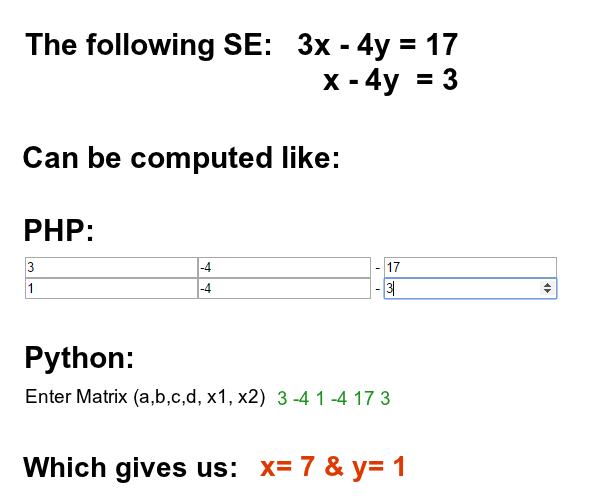 The following SE: 3x - 4y = 17
x - 4y = 3
Can be computed like:
PHP:
3 -4 - 17
1 -4 - 3
Python:
Enter Matrix (a,b,c,d, x1, x2) 3 -4 1 -4 17 3
Which gives us: x= 7 & y= 1